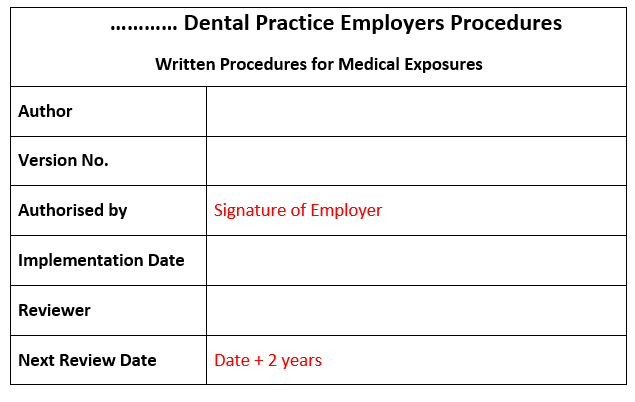 ………… Dental Practice Employers Procedures
Written Procedures for Medical Exposures
Author
Version No.
Authorised by Signature of Employer
Implementation Date
Reviewer
Next Review Date Date + 2 years